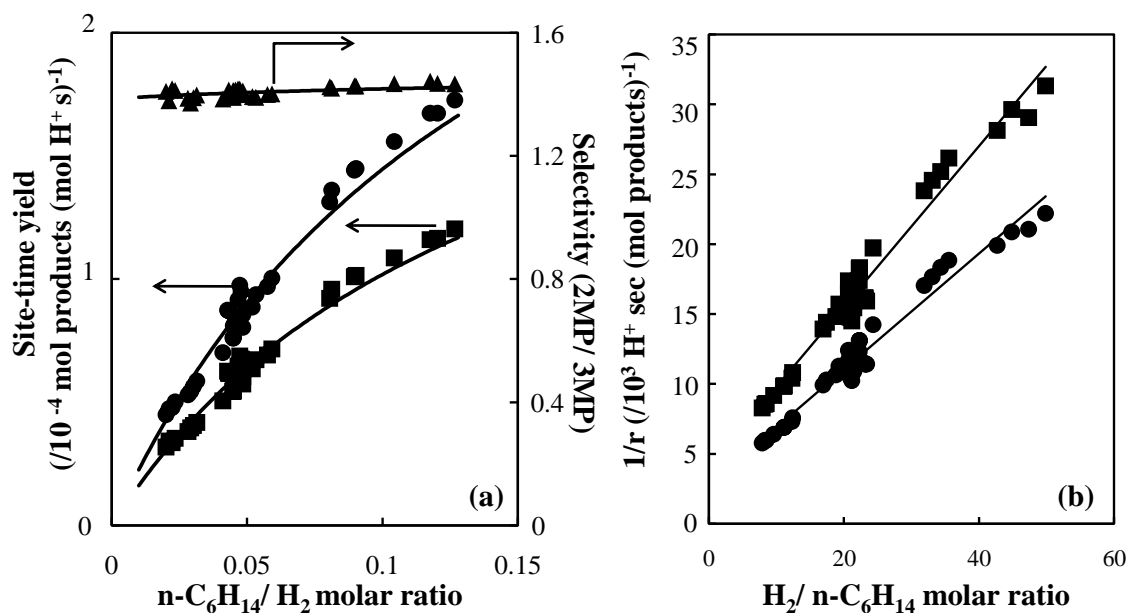 2
1
0
Site-time yield
(/10 ⁻⁴ mol products (mol H⁺ s)⁻¹
1.6
1.2
0.8
0.4
0
Selectivity (2MP/ 3MP)
(a)
0 0.05 0.1 0.15
n-C₆H₁₄/ H₂ molar ratio
35
30
25
20
15
10
5
0
1/r (/10³ H⁺ sec (mol products)⁻¹
(b)
0 20 40 60
H₂/ n-C₆H₁₄ molar ratio